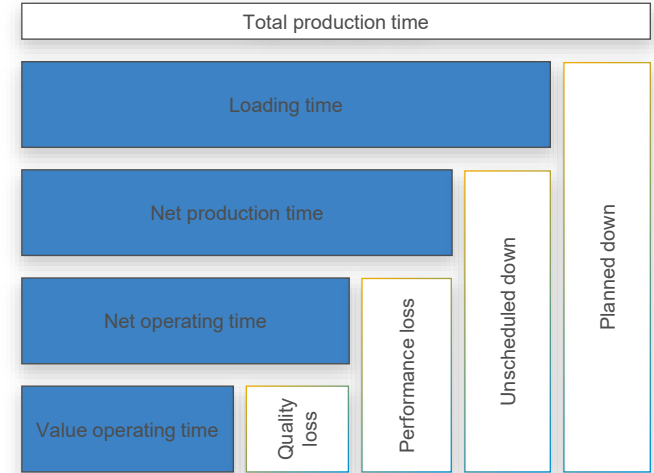 Total production time
Loading time
Net production time
Net operating time
Value operating time
Quality
loss
Performance loss
Unscheduled down
Planned down